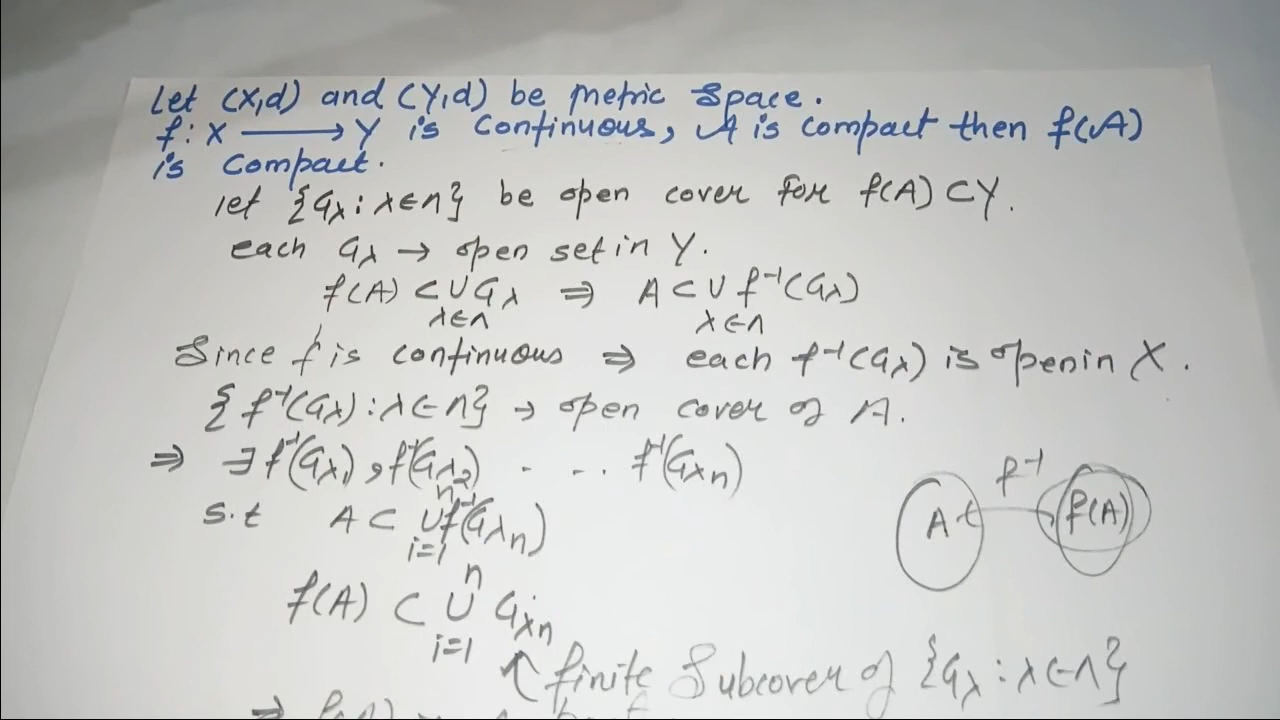 Let (X,d) and (Y,d) be metric Space.
f: X ⟶ Y is Continuous, A is compact then f(A)
is Compact.
let {Gλ : λ∈Λ} be open cover for f(A) ⊂ Y.
each Gλ → open set in Y.
f(A) ⊂ ∪ Gλ ⇒ A ⊂ ∪ f⁻¹(Gλ)
λ∈Λ λ∈Λ
Since f is continuous ⇒ each f⁻¹(Gλ) is open in X.
{f⁻¹(Gλ) : λ∈Λ} → open cover of A.
⇒ ∃ f⁻¹(Gλ₁), f⁻¹(Gλ₂) . . . . f⁻¹(Gλn)
s.t A ⊂ n∪i=1 f⁻¹(Gλn)
f(A) ⊂ n∪i=1 Gλn
↑ finite Subcover of {Gλ : λ∈Λ}
A f⁻¹ f(A)
⇒ f(A)